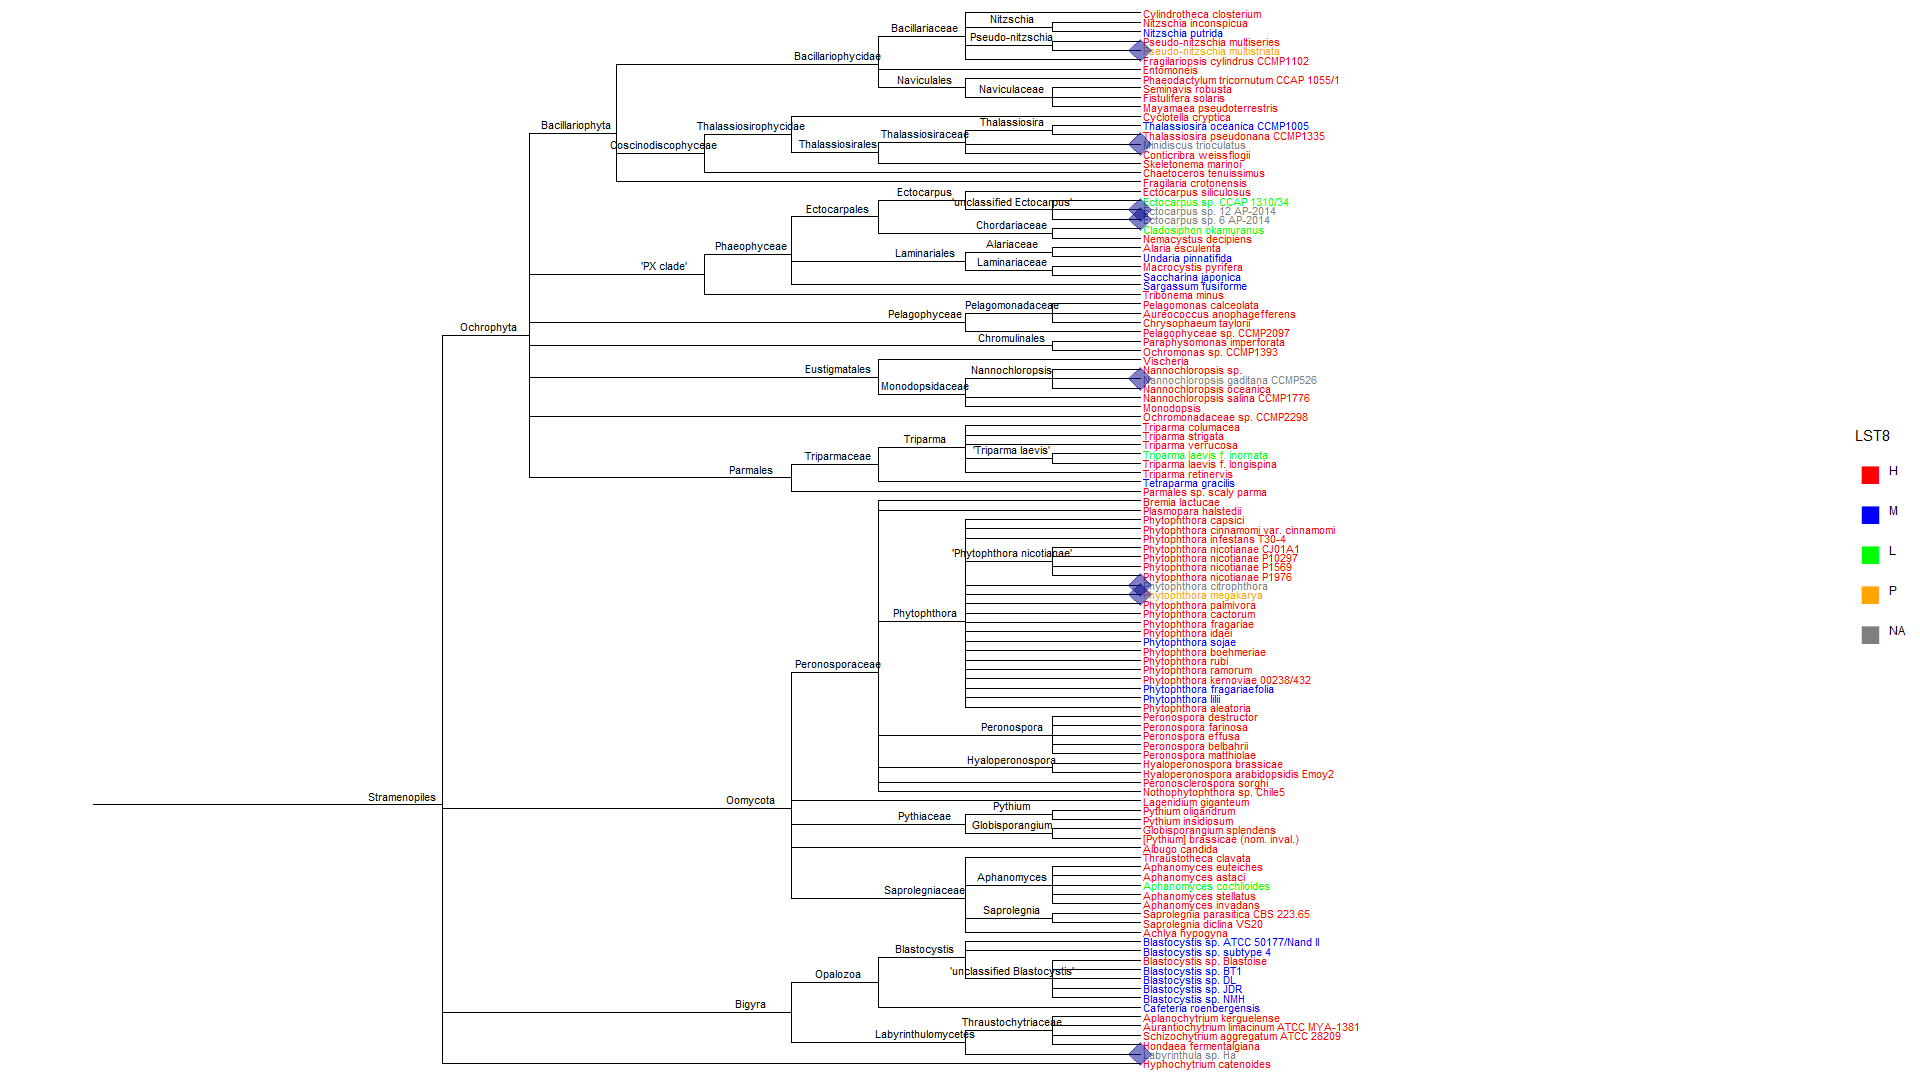 Cylindrotheca closterium
Nitzschia
Nitzschia inconspicua
Bacillariaceae
Nitzschia putrida
Pseudo-nitzschia
Pseudo-nitzschia multiseries
Pseudo-nitzschia multistriata
Bacillariophycidae
Fragilariopsis cylindrus CCMP1102
Entomoneis
Naviculales
Phaeodactylum tricornutum CCAP 1055/1
Naviculaceae
Seminavis robusta
Fistulifera solaris
Mayamaea pseudoterrestris
Cyclotella cryptica
Bacillariophyta
Thalassiosirophycidae
Thalassiosira
Thalassiosira oceanica CCMP1005
Thalassiosiraceae
Thalassiosira pseudonana CCMP1335
Coscinodiscophyceae
Thalassiosirales
Minidiscus trioculatus
Conticribra weissflogii
Skeletonema marinoi
Chaetoceros tenuissimus
Fragilaria crotonensis
Ectocarpus
Ectocarpus siliculosus
'unclassified Ectocarpus'
Ectocarpus sp. CCAP 1310/34
Ectocarpales
Ectocarpus sp. 12 AP-2014
Ectocarpus sp. 6 AP-2014
Chordariaceae
Cladosiphon okamuranus
Nemacystus decipiens
Phaeophyceae
Alariaceae
Alaria esculenta
Laminariales
Undaria pinnatifida
'PX clade'
Laminariaceae
Macrocystis pyrifera
Saccharina japonica
Sargassum fusiforme
Tribonema minus
Pelagomonadaceae
Pelagomonas calceolata
Pelagophyceae
Aureococcus anophagefferens
Chrysophaeum taylorii
Ochrophyta
Pelagophyceae sp. CCMP2097
Chromulinales
Paraphysomonas imperforata
Ochromonas sp. CCMP1393
Vischeria
Eustigmatales
Nannochloropsis
Nannochloropsis sp.
Nannochloropsis gaditana CCMP526
Monodopsidaceae
Nannochloropsis oceanica
Nannochloropsis salina CCMP1776
Monodopsis
Ochromonadaceae sp. CCMP2298
Triparma columacea
Triparma
Triparma strigata
Triparma verrucosa
'Triparma laevis'
Triparma laevis f. inornata
Triparmaceae
Triparma laevis f. longispina
Parmales
Triparma retinervis
Tetraparma gracilis
Parmales sp. scaly parma
Bremia lactucae
Plasmopara halstedii
Phytophthora capsici
Phytophthora cinnamomi var. cinnamomi
Phytophthora infestans T30-4
'Phytophthora nicotianae'
Phytophthora nicotianae CJ01A1
Phytophthora nicotianae P10297
Phytophthora nicotianae P1569
Phytophthora nicotianae P1976
Phytophthora citrophthora
Phytophthora megakarya
Phytophthora palmivora
Phytophthora
Phytophthora cactorum
Phytophthora fragariae
Phytophthora idaei
Phytophthora sojae
Phytophthora boehmeriae
Peronosporaceae
Phytophthora rubi
Phytophthora ramorum
Phytophthora kernoviae 00238/432
Phytophthora fragariaefolia
Phytophthora lilii
Phytophthora aleatoria
Peronospora destructor
Peronospora
Peronospora farinosa
Peronospora effusa
Peronospora belbahrii
Peronospora matthiolae
Hyaloperonospora
Hyaloperonospora brassicae
Hyaloperonospora arabidopsidis Emoy2
Peronosclerospora sorghi
Nothophytophthora sp. Chile5
Stramenopiles
Oomycota
Lagenidium giganteum
Pythium
Pythium oligandrum
Pythiaceae
Pythium insidiosum
Globisporangium
Globisporangium splendens
[Pythium] brassicae (nom. inval.)
Albugo candida
Thraustotheca clavata
Aphanomyces euteiches
Aphanomyces
Aphanomyces astaci
Saprolegniaceae
Aphanomyces cochlioides
Aphanomyces stellatus
Aphanomyces invadans
Saprolegnia
Saprolegnia parasitica CBS 223.65
Saprolegnia diclina VS20
Achlya hypogyna
Blastocystis
Blastocystis sp. ATCC 50177/Nand II
Blastocystis sp. subtype 4
Blastocystis sp. Blastoise
Opalozoa
'unclassified Blastocystis'
Blastocystis sp. BT1
Blastocystis sp. DL
Blastocystis sp. JDR
Blastocystis sp. NMH
Bigyra
Cafeteria roenbergensis
Thraustochytriaceae
Aplanochytrium kerguelense
Labyrinthulomycetes
Aurantiochytrium limacinum ATCC MYA-1381
Schizochytrium aggregatum ATCC 28209
Hondaea fermentalgiana
Labyrinthula sp. Ha
Hyphochytrium catenoides
LST8
H
M
L
P
NA